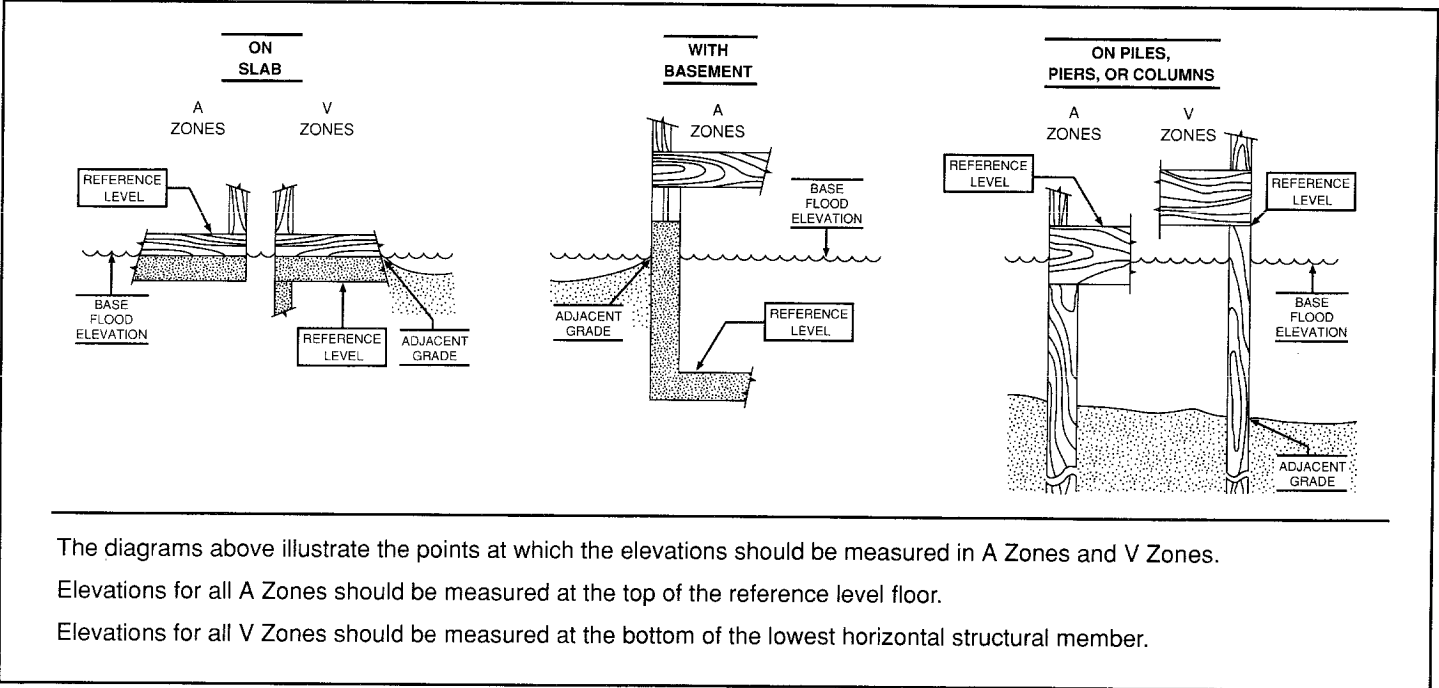 ON
SLAB
A
ZONES
V
ZONES
REFERENCE
LEVEL
BASE
FLOOD
ELEVATION
REFERENCE
LEVEL
ADJACENT
GRADE
WITH
BASEMENT
A
ZONES
BASE
FLOOD
ELEVATION
ADJACENT
GRADE
REFERENCE
LEVEL
ON PILES,
PIERS, OR COLUMNS
A
ZONES
V
ZONES
REFERENCE
LEVEL
REFERENCE
LEVEL
BASE
FLOOD
ELEVATION
ADJACENT
GRADE
The diagrams above illustrate the points at which the elevations should be measured in A Zones and V Zones.
Elevations for all A Zones should be measured at the top of the reference level floor.
Elevations for all V Zones should be measured at the bottom of the lowest horizontal structural member.